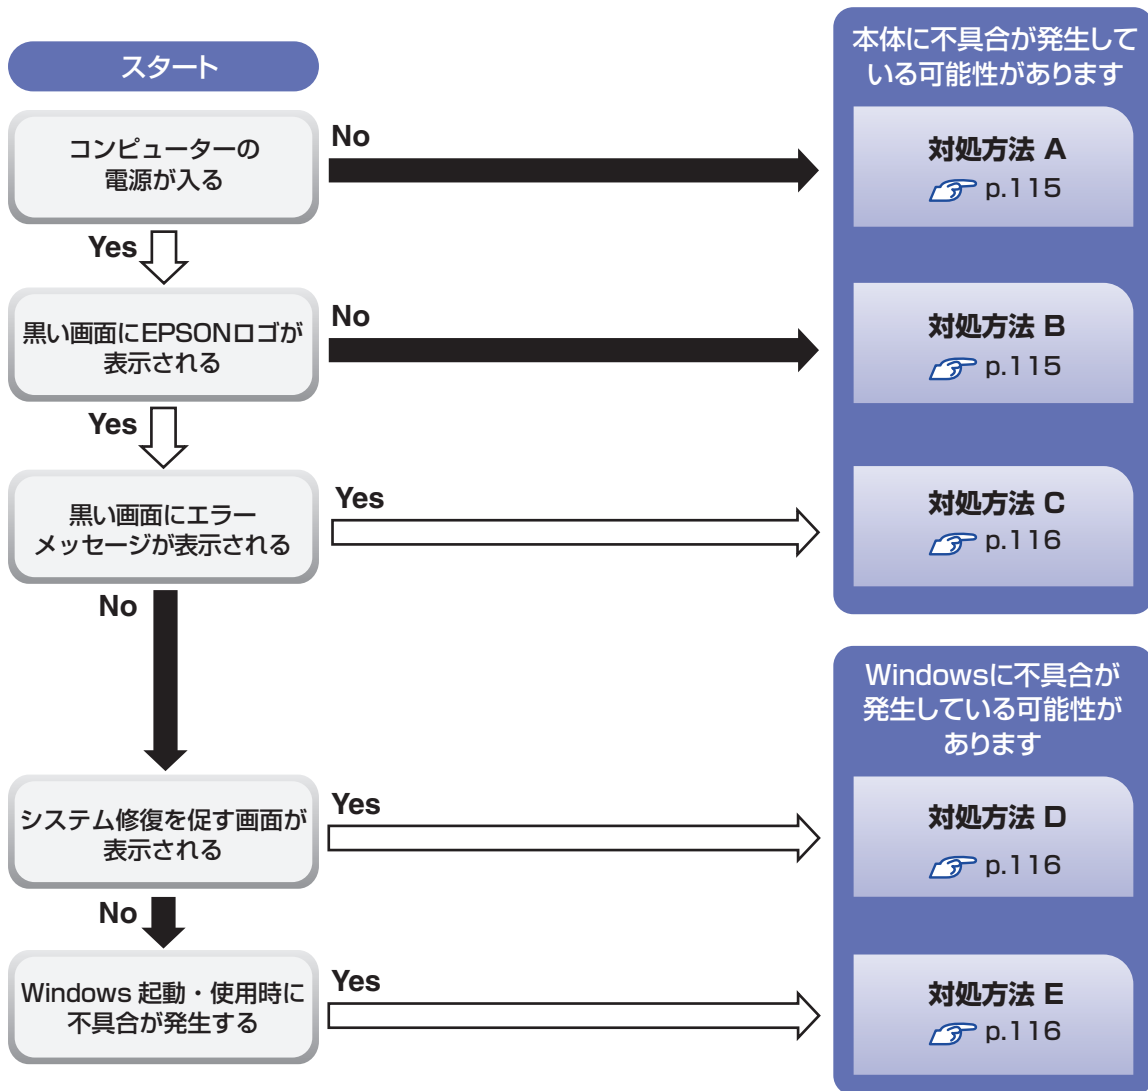 スタート
コンピューターの
電源が入る
No
本体に不具合が発生して
いる可能性があります
対処方法 A
p.115
Yes
黒い画面にEPSONロゴが
表示される
No
対処方法 B
p.115
Yes
黒い画面にエラー
メッセージが表示される
Yes
対処方法 C
p.116
No
Windowsに不具合が
発生している可能性が
あります
システム修復を促す画面が
表示される
Yes
対処方法 D
p.116
No
Windows 起動・使用時に
不具合が発生する
Yes
対処方法 E
p.116